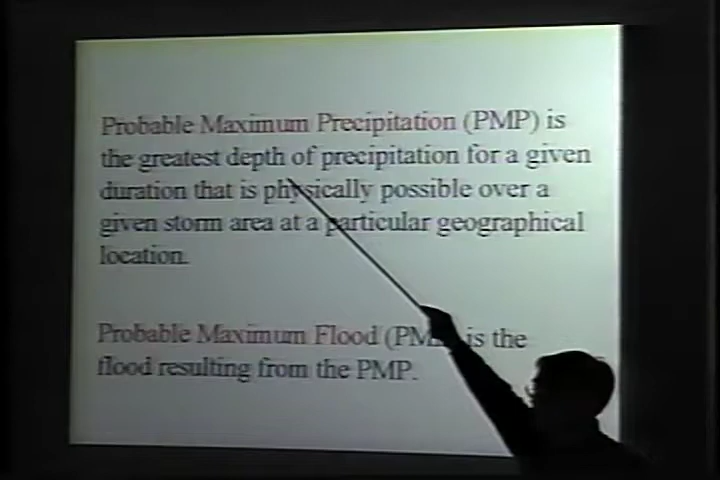 Probable Maximum Precipitation (PMP) is
the greatest depth of precipitation for a given
duration that is physically possible over a
given storm area at a particular geographical
location.
Probable Maximum Flood (PM is the
flood resulting from the PMP.